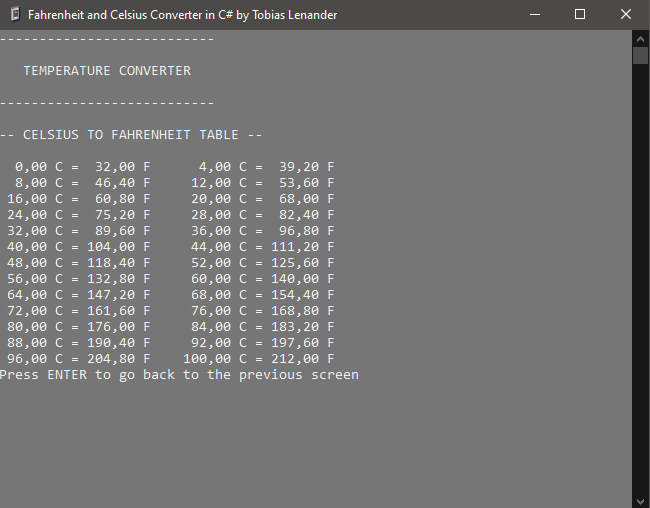 Fahrenheit and Celsius Converter in C# by Tobias Lenander
---------------------------
TEMPERATURE CONVERTER
---------------------------
-- CELSIUS TO FAHRENHEIT TABLE --
0,00 C = 32,00 F 4,00 C = 39,20 F
8,00 C = 46,40 F 12,00 C = 53,60 F
16,00 C = 60,80 F 20,00 C = 68,00 F
24,00 C = 75,20 F 28,00 C = 82,40 F
32,00 C = 89,60 F 36,00 C = 96,80 F
40,00 C = 104,00 F 44,00 C = 111,20 F
48,00 C = 118,40 F 52,00 C = 125,60 F
56,00 C = 132,80 F 60,00 C = 140,00 F
64,00 C = 147,20 F 68,00 C = 154,40 F
72,00 C = 161,60 F 76,00 C = 168,80 F
80,00 C = 176,00 F 84,00 C = 183,20 F
88,00 C = 190,40 F 92,00 C = 197,60 F
96,00 C = 204,80 F 100,00 C = 212,00 F
Press ENTER to go back to the previous screen